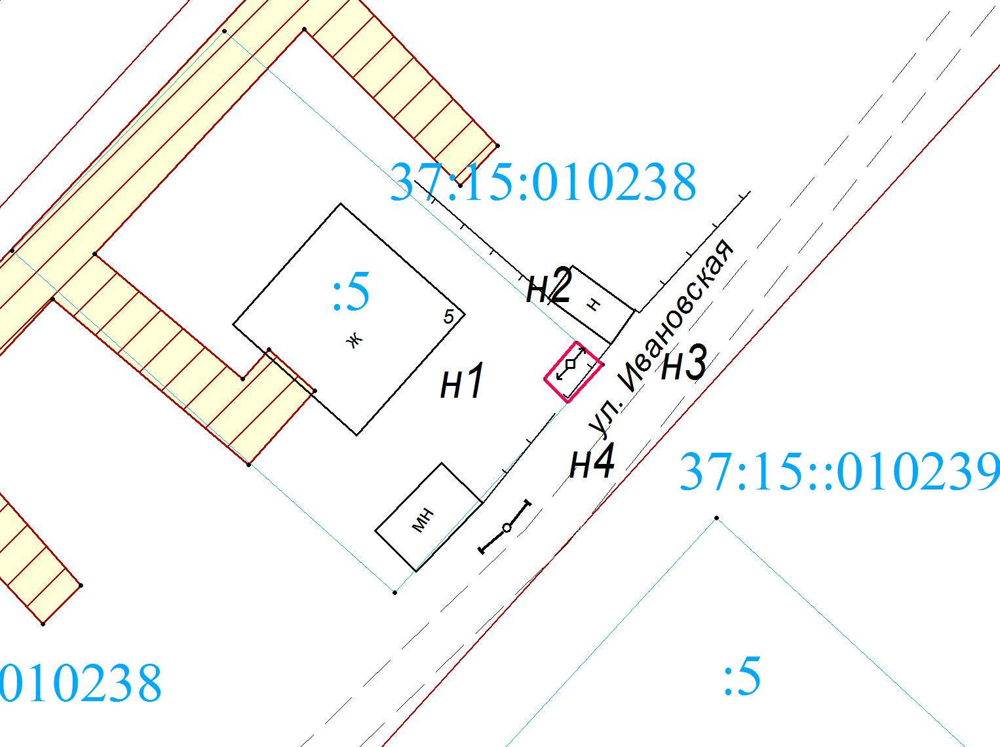 37:15:010238
:5
5
ж
н2
н
ул. Ивановская
н3
н1
н4
мн
37:15::010239
010238
:5